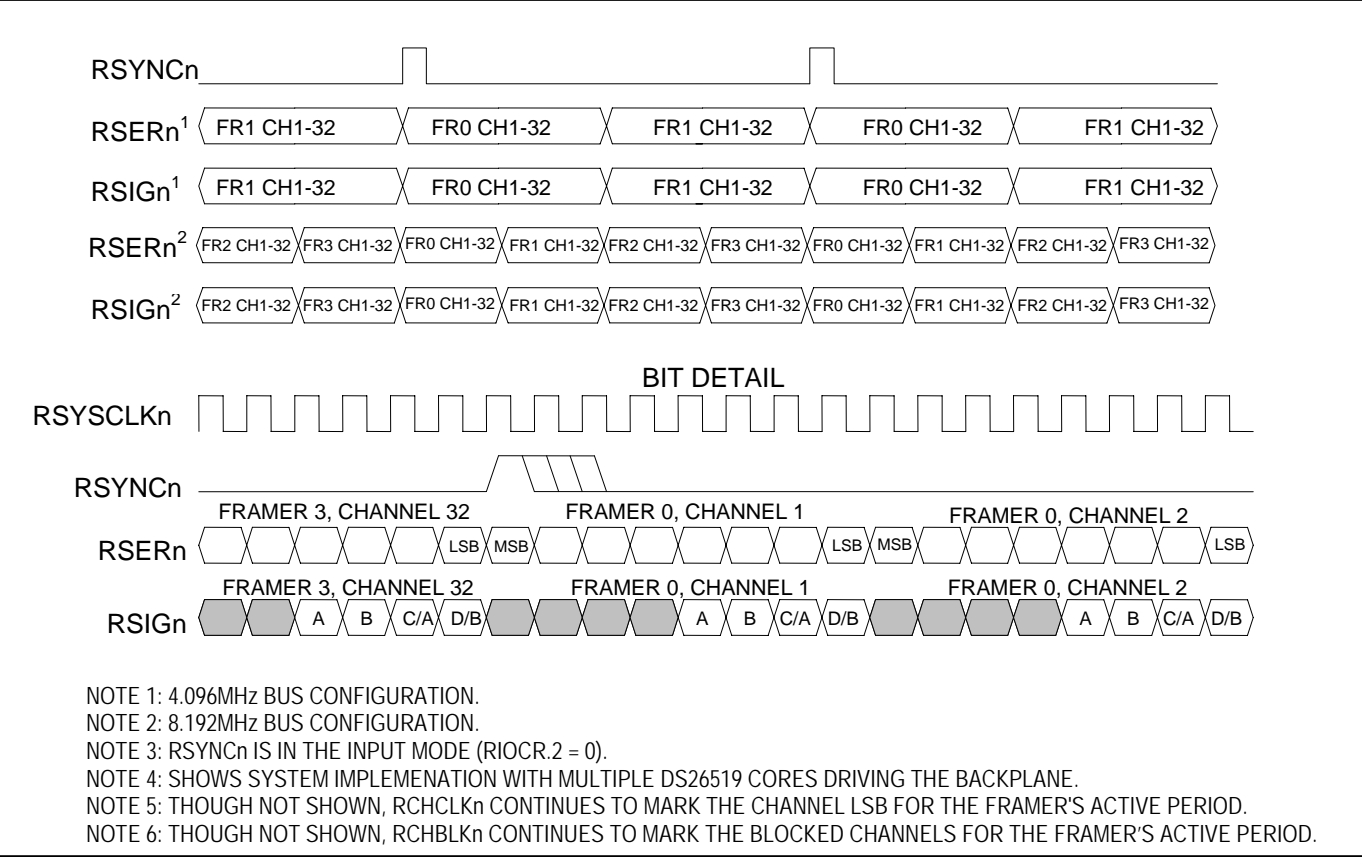 RSYNCn
RSERn1 FR1 CH1-32 FR0 CH1-32 FR1 CH1-32 FR0 CH1-32 FR1 CH1-32
RSIGn1 FR1 CH1-32 FR0 CH1-32 FR1 CH1-32 FR0 CH1-32 FR1 CH1-32
RSERn2 FR2 CH1-32 FR3 CH1-32 FR0 CH1-32 FR1 CH1-32 FR2 CH1-32 FR3 CH1-32 FR0 CH1-32 FR1 CH1-32 FR2 CH1-32 FR3 CH1-32
RSIGn2 FR2 CH1-32 FR3 CH1-32 FR0 CH1-32 FR1 CH1-32 FR2 CH1-32 FR3 CH1-32 FR0 CH1-32 FR1 CH1-32 FR2 CH1-32 FR3 CH1-32
BIT DETAIL
RSYSCLKn
RSYNCn
FRAMER 3, CHANNEL 32 FRAMER 0, CHANNEL 1 FRAMER 0, CHANNEL 2
RSERn LSB MSB LSB MSB LSB
FRAMER 3, CHANNEL 32 FRAMER 0, CHANNEL 1 FRAMER 0, CHANNEL 2
RSIGn A B C/A D/B A B C/A D/B A B C/A D/B
NOTE 1: 4.096MHz BUS CONFIGURATION.
NOTE 2: 8.192MHz BUS CONFIGURATION.
NOTE 3: RSYNCn IS IN THE INPUT MODE (RIOCR.2 = 0).
NOTE 4: SHOWS SYSTEM IMPLEMENATION WITH MULTIPLE DS26519 CORES DRIVING THE BACKPLANE.
NOTE 5: THOUGH NOT SHOWN, RCHCLKn CONTINUES TO MARK THE CHANNEL LSB FOR THE FRAMER'S ACTIVE PERIOD.
NOTE 6: THOUGH NOT SHOWN, RCHBLKn CONTINUES TO MARK THE BLOCKED CHANNELS FOR THE FRAMER’S ACTIVE PERIOD.